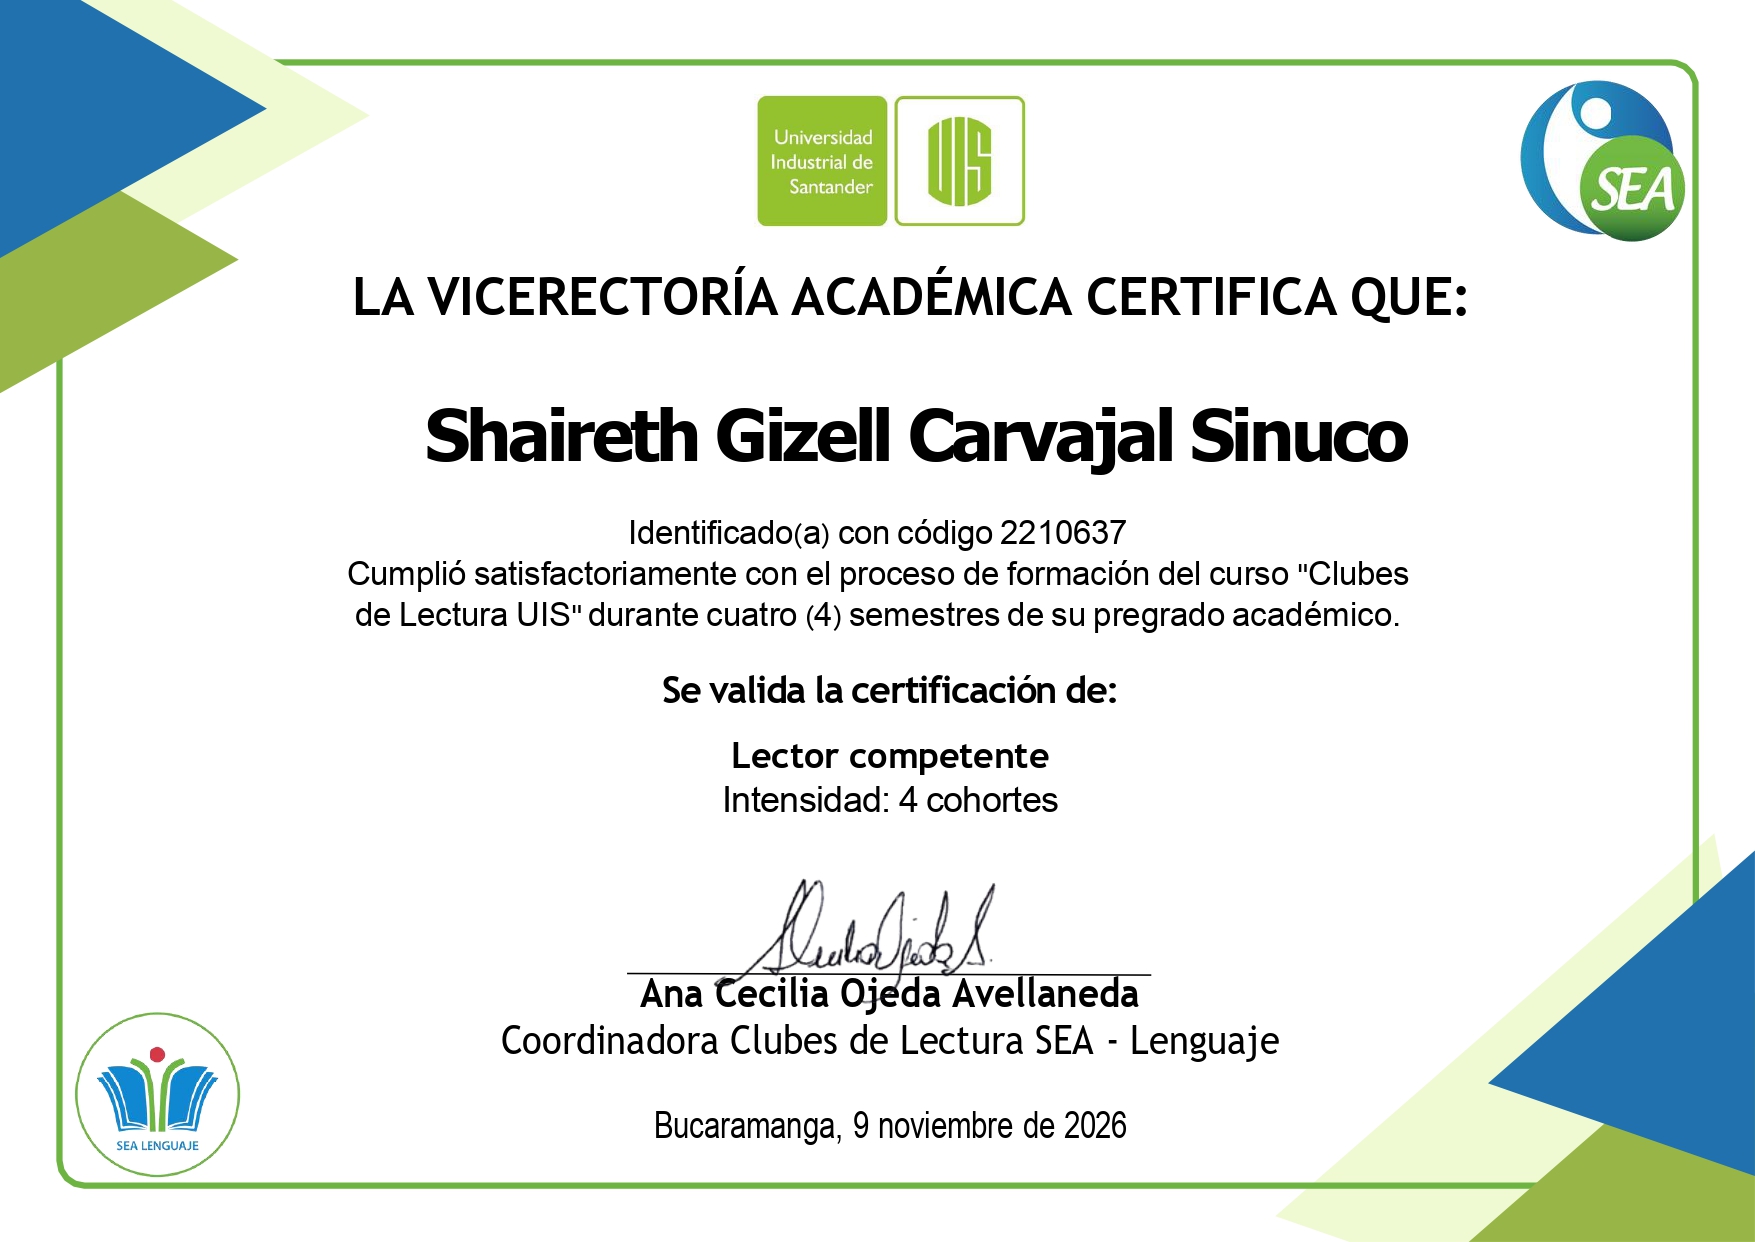 Universidad
Industrial de
Santander
UIS
SEA
LA VICERECTORÍA ACADÉMICA CERTIFICA QUE:
Shaireth Gizell Carvajal Sinuco
Identificado(a) con código 2210637
Cumplió satisfactoriamente con el proceso de formación del curso "Clubes
de Lectura UIS" durante cuatro (4) semestres de su pregrado académico.
Se valida la certificación de:
Lector competente
Intensidad: 4 cohortes
Ana Cecilia Ojeda Avellaneda
Coordinadora Clubes de Lectura SEA - Lenguaje
SEA LENGUAJE
Bucaramanga, 9 noviembre de 2026